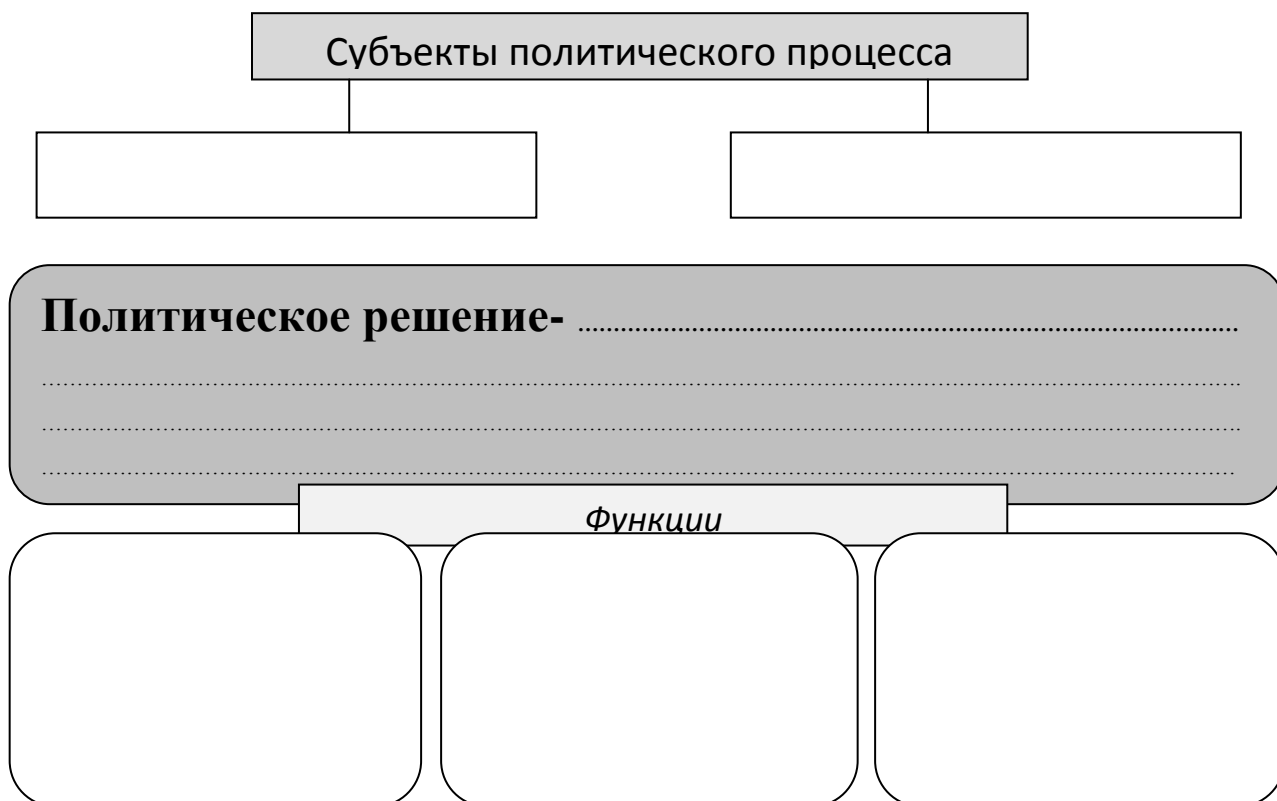 Субъекты политического процесса
Политическое решение- ................................................................
................................................................
................................................................
................................................................
Функции